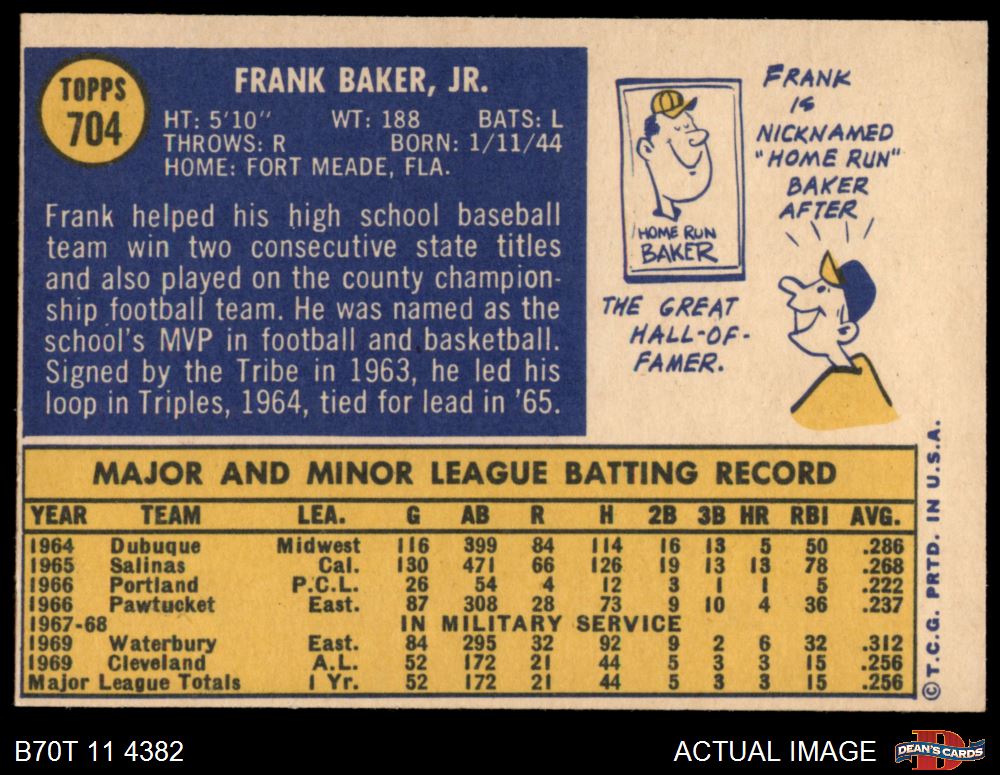 TOPPS
704
FRANK BAKER, JR.
HT: 5'10" WT: 188 BATS: L
THROWS: R BORN: 1/11/44
HOME: FORT MEADE, FLA.
Frank helped his high school baseball
team win two consecutive state titles
and also played on the county champion-
ship football team. He was named as the
school's MVP in football and basketball.
Signed by the Tribe in 1963, he led his
loop in Triples, 1964, tied for lead in '65.
FRANK
IS
NICKNAMED
"HOME RUN"
BAKER
AFTER
HOME RUN
BAKER
THE GREAT
HALL-OF-
FAMER.
MAJOR AND MINOR LEAGUE BATTING RECORD
YEAR TEAM LEA. G AB R H 2B 3B HR RBI AVG.
1964 Dubuque Midwest 116 399 84 114 16 13 5 50 .286
1965 Salinas Cal. 130 471 66 126 19 13 13 78 .268
1966 Portland P.C.L. 26 54 4 12 3 1 1 5 .222
1966 Pawtucket East. 87 308 28 73 9 10 4 36 .237
1967-68 IN MILITARY SERVICE
1969 Waterbury East. 84 295 32 92 9 2 6 32 .312
1969 Cleveland A.L. 52 172 21 44 5 3 3 15 .256
Major League Totals 1 Yr. 52 172 21 44 5 3 3 15 .256
© T.C.G. PRTD. IN U.S.A.
B70T 11 4382
ACTUAL IMAGE
DEAN'S CARDS